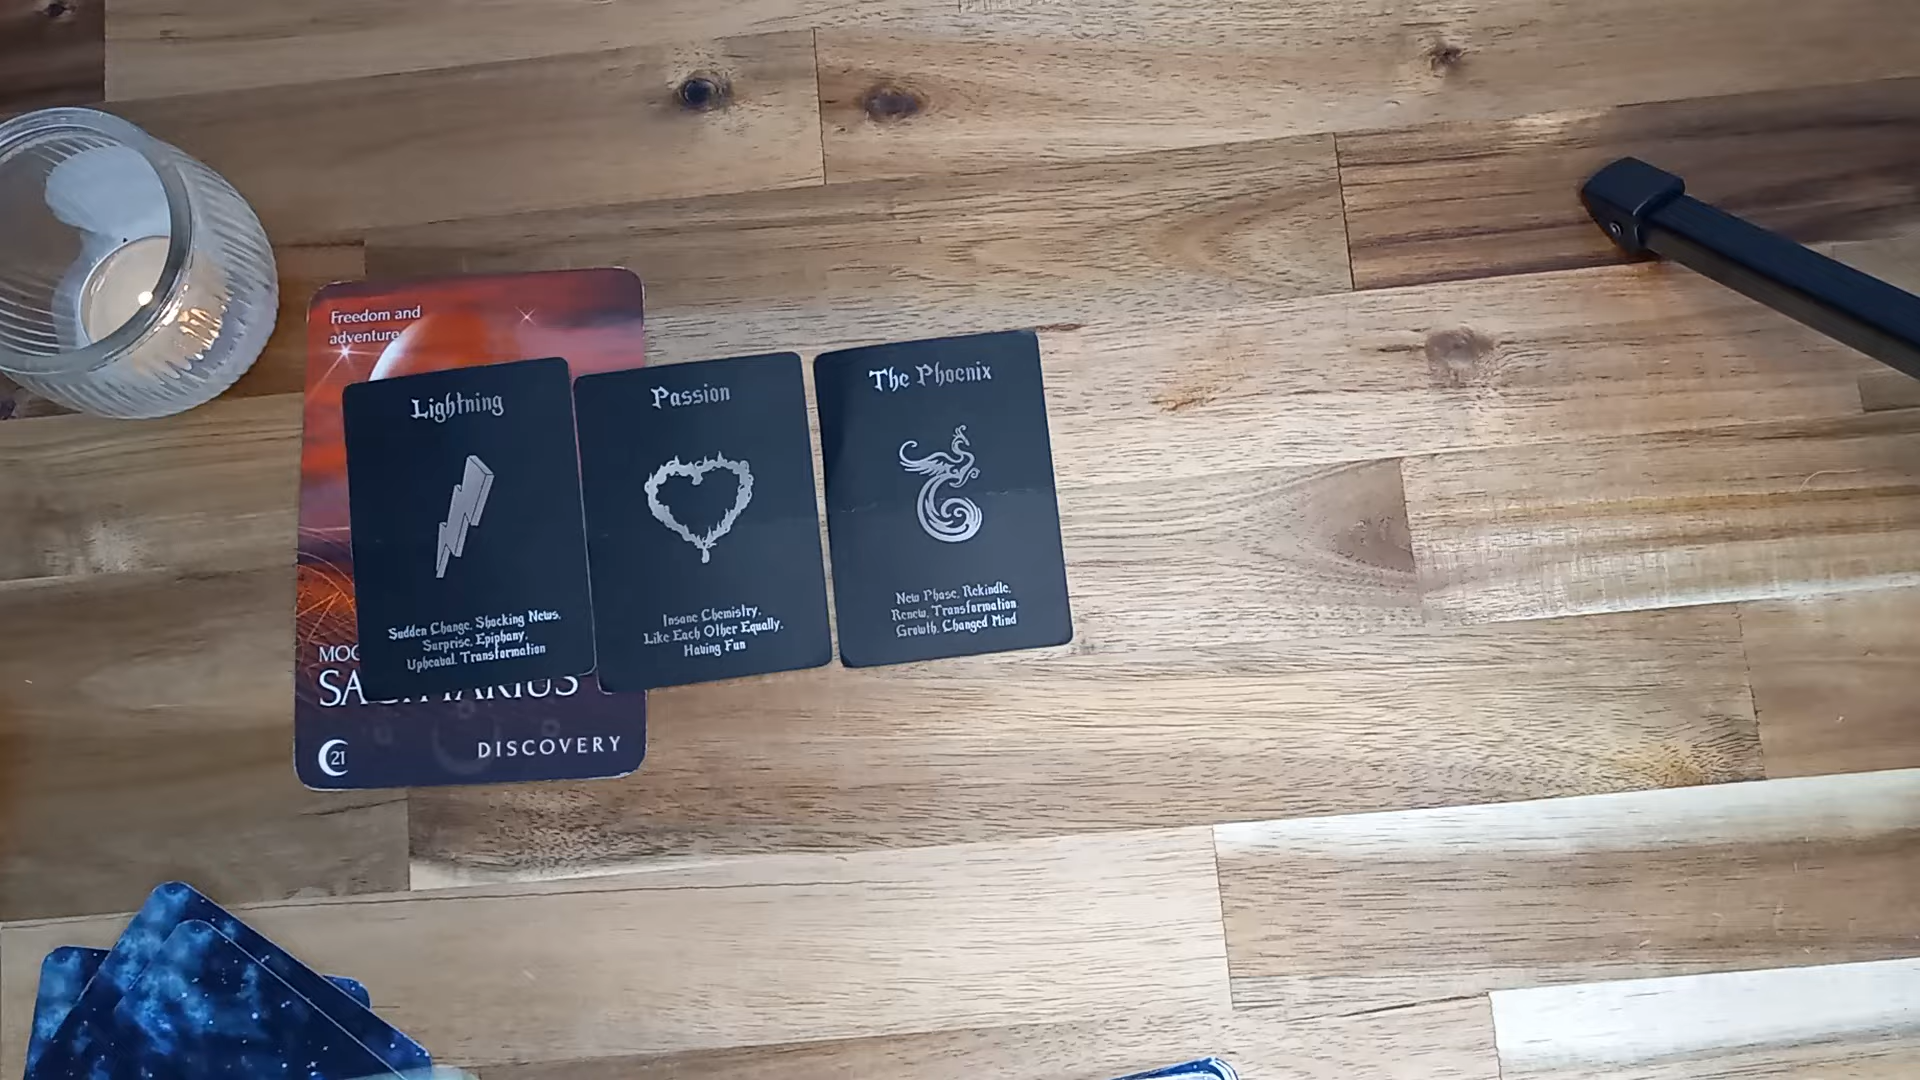 Freedom and
adventure
Lightning
Sudden Change, Shocking News,
Surprise, Epiphany,
Upheaval, Transformation
Passion
Insane Chemistry,
Like Each Other Equally,
Having Fun
The Phoenix
New Phase, Rekindle,
Renew, Transformation
Growth, Changed Mind
DISCOVERY
21